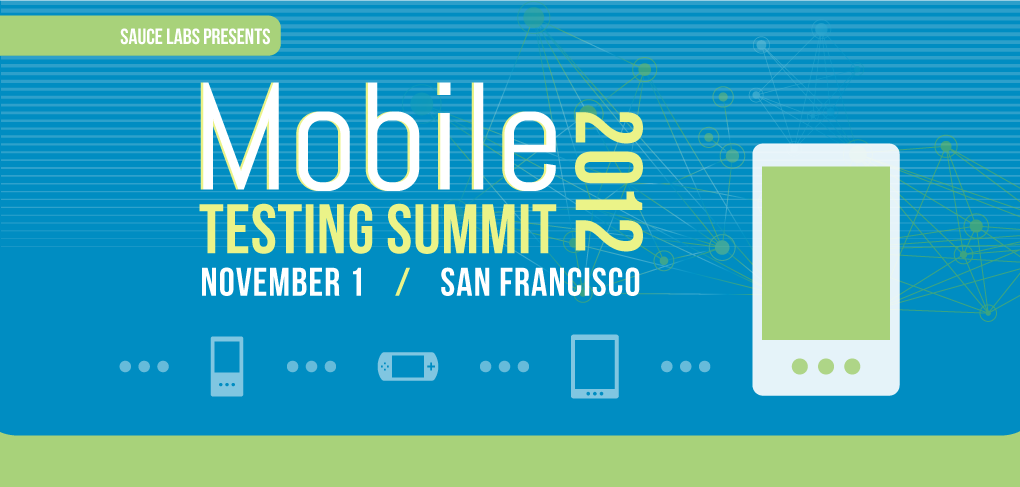 SAUCE LABS PRESENTS
Mobile
2012
TESTING SUMMIT
NOVEMBER 1 / SAN FRANCISCO